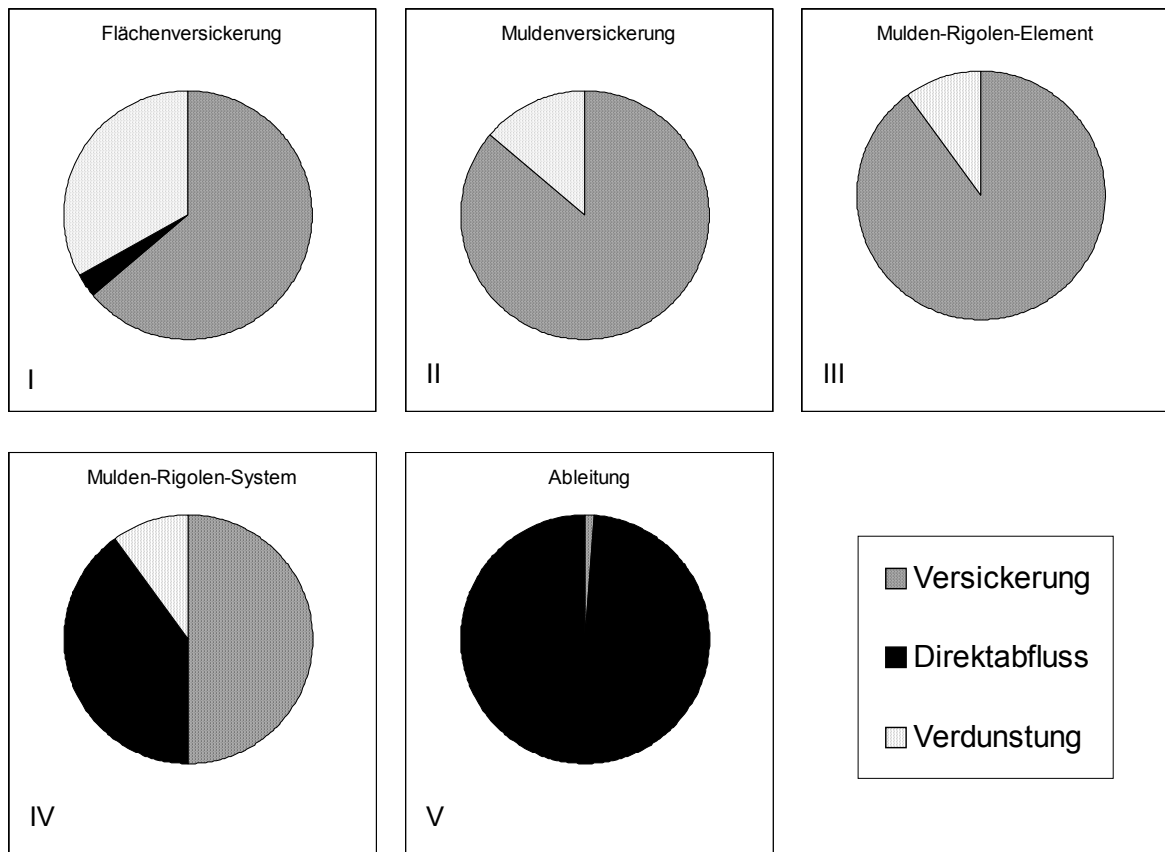 Flächenversickerung
I
Muldenversickerung
II
Mulden-Rigolen-Element
III
Mulden-Rigolen-System
IV
Ableitung
V
Versickerung
Direktabfluss
Verdunstung